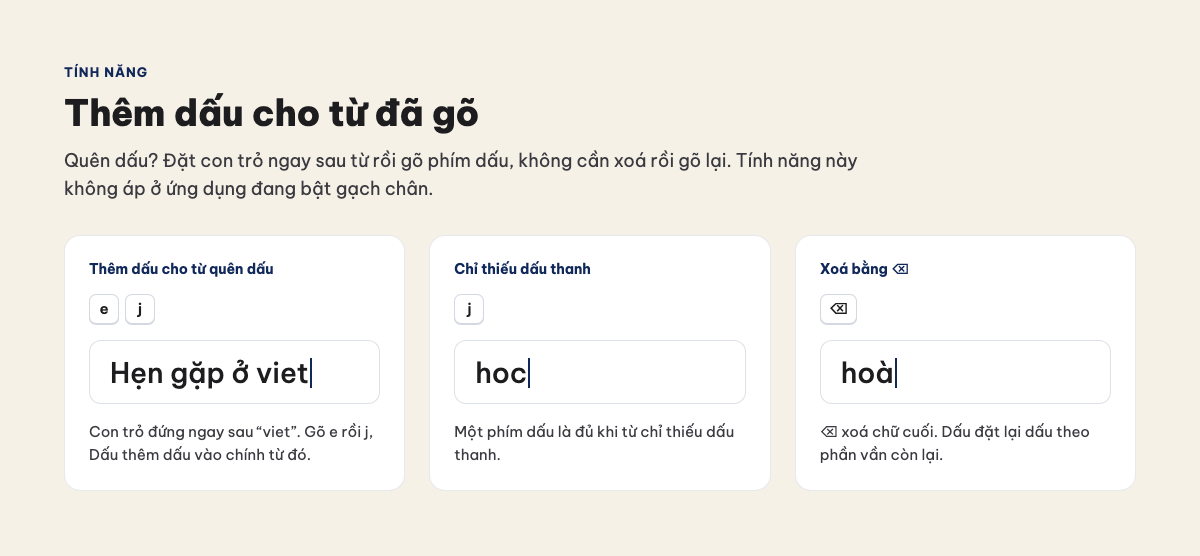 TÍNH NĂNG
Thêm dấu cho từ đã gõ
Quên dấu? Đặt con trỏ ngay sau từ rồi gõ phím dấu, không cần xoá rồi gõ lại. Tính năng này
không áp ở ứng dụng đang bật gạch chân.
Thêm dấu cho từ quên dấu
e j
Hẹn gặp ở viet
Con trỏ đứng ngay sau “viet”. Gõ e rồi j,
Dấu thêm dấu vào chính từ đó.
Chỉ thiếu dấu thanh
j
hoc
Một phím dấu là đủ khi từ chỉ thiếu dấu
thanh.
Xoá bằng ⌫
⌫
hoà
⌫ xoá chữ cuối. Dấu đặt lại dấu theo
phần vần còn lại.